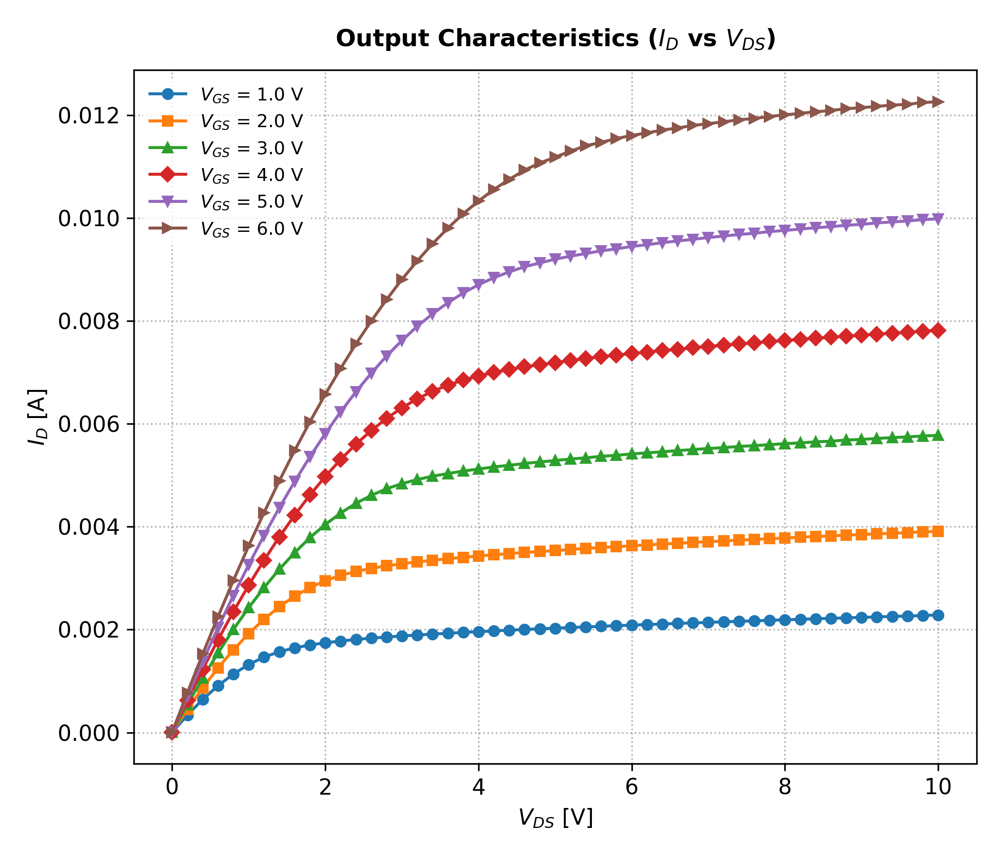 Output Characteristics (I_D vs V_DS)
V_GS = 1.0 V
V_GS = 2.0 V
V_GS = 3.0 V
V_GS = 4.0 V
V_GS = 5.0 V
V_GS = 6.0 V
0.012
0.010
0.008
0.006
0.004
0.002
0.000
I_D [A]
0 2 4 6 8 10
V_DS [V]